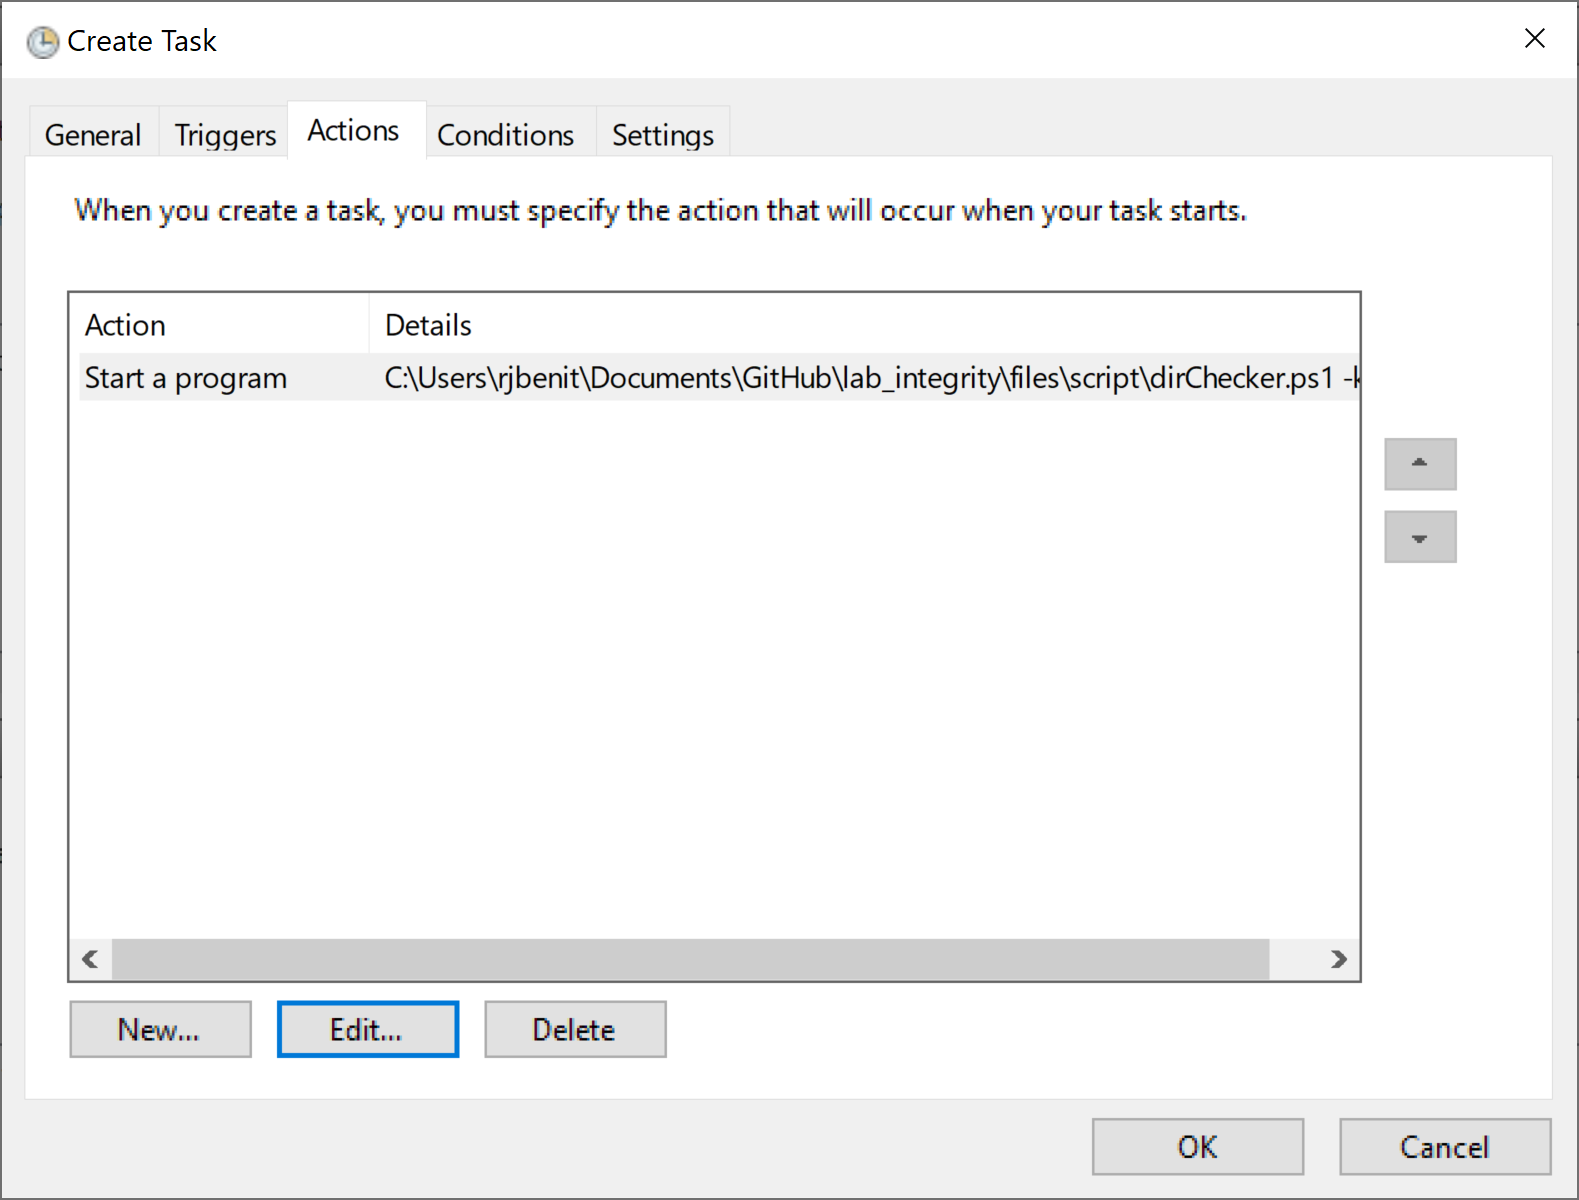 Create Task
General Triggers Actions Conditions Settings
When you create a task, you must specify the action that will occur when your task starts.
Action Details
Start a program C:\Users\rjbenit\Documents\GitHub\lab_integrity\files\script\dirChecker.ps1
New... Edit... Delete
OK Cancel